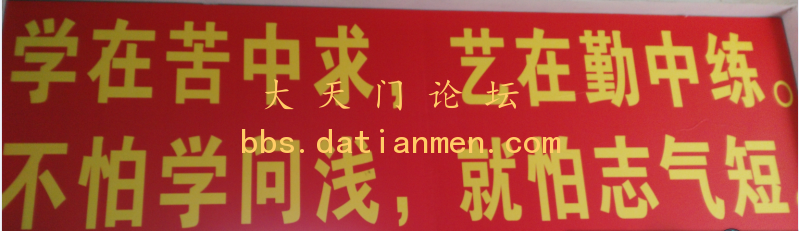 学在苦中求，艺在勤中练。
大天门论坛
bbs.datianmen.com
不怕学问浅，就怕志气短。